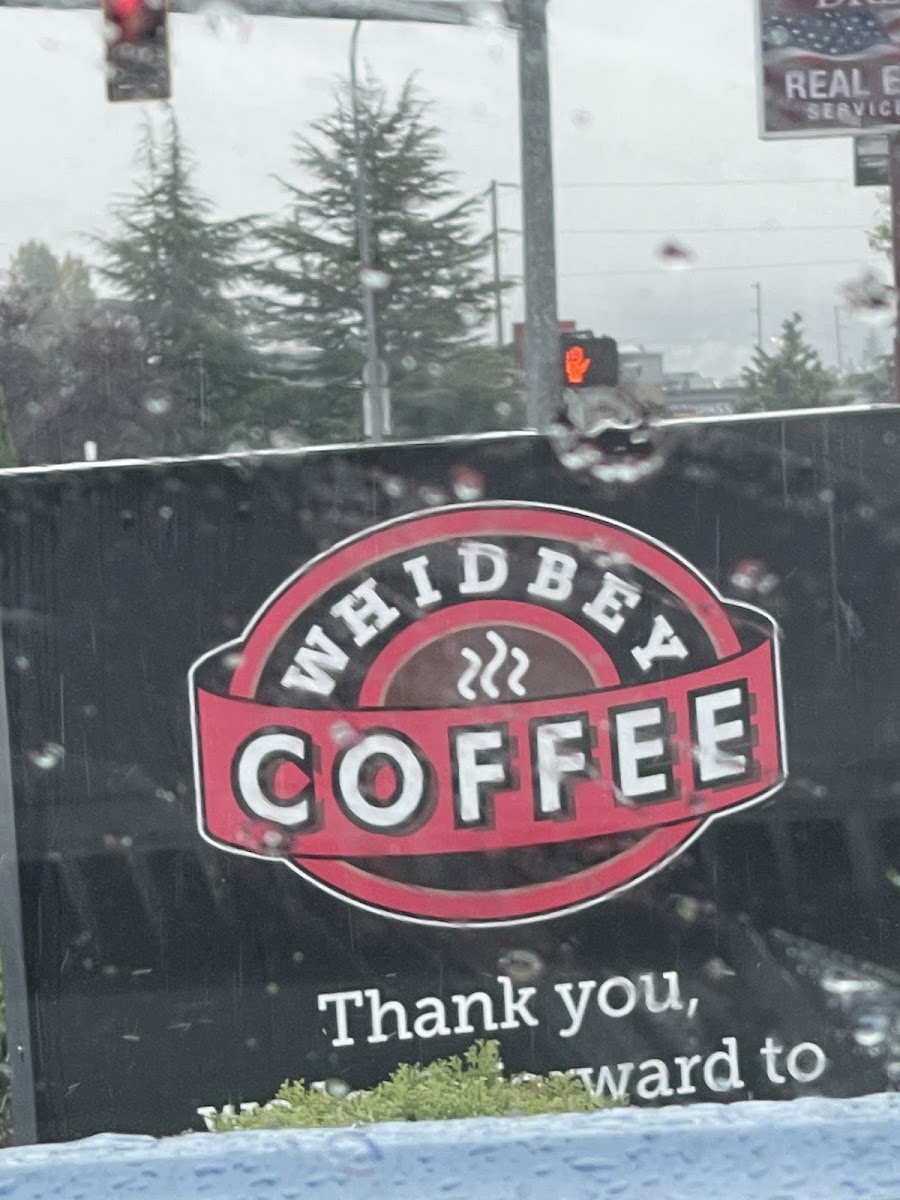 REAL
SERVIC
WHIDBEY
COFFEE
Thank you,
ward to